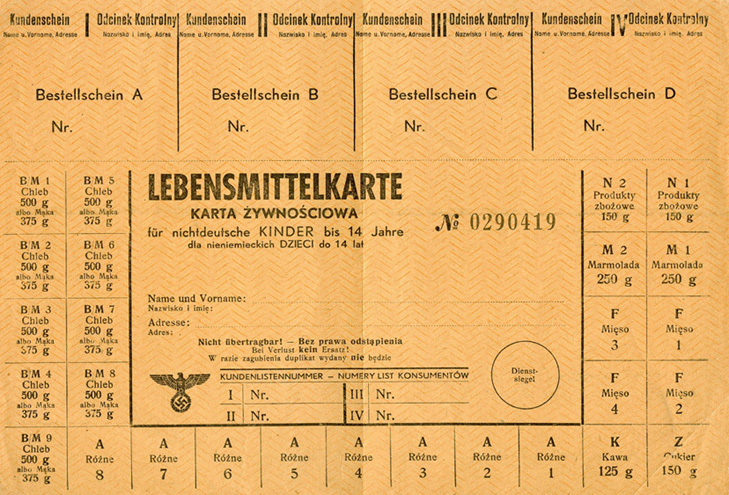 Kundenschein I Odcinek Kontrolny
Name u. Vorname, Adresse Nazwisko i imię, Adres
Bestellschein A
Nr.
Kundenschein II Odcinek Kontrolny
Name u. Vorname, Adresse Nazwisko i imię, Adres
Bestellschein B
Nr.
Kundenschein III Odcinek Kontrolny
Name u. Vorname, Adresse Nazwisko i imię, Adres
Bestellschein C
Nr.
Kundenschein IV Odcinek Kontrolny
Name u. Vorname, Adresse Nazwisko i imię, Adres
Bestellschein D
Nr.
B M 1
Chleb
500 g
albo Mąka
375 g
B M 5
Chleb
500 g
albo Mąka
375 g
B M 2
Chleb
500 g
albo Mąka
375 g
B M 6
Chleb
500 g
albo Mąka
375 g
B M 3
Chleb
500 g
albo Mąka
375 g
B M 7
Chleb
500 g
albo Mąka
375 g
B M 4
Chleb
500 g
albo Mąka
375 g
B M 8
Chleb
500 g
albo Mąka
375 g
LEBENSMITTELKARTE
KARTA ŻYWNOŚCIOWA
für nichtdeutsche KINDER bis 14 Jahre
dla nieniemieckich DZIECI do 14 lat
№ 0290419
Name und Vorname:
Nazwisko i imię:
Adresse:
Adres:
Nicht übertragbar! – Bez prawa odstąpienia
Bei Verlust kein Ersatz!
W razie zagubienia duplikat wydany nie będzie
KUNDENLISTENNUMMER – NUMERY LIST KONSUMENTÓW
I Nr. III Nr.
II Nr. IV Nr.
Dienst-
siegel
N 2
Produkty
zbożowe
150 g
N 1
Produkty
zbożowe
150 g
M 2
Marmolada
250 g
M 1
Marmolada
250 g
F
Mięso
3
F
Mięso
1
F
Mięso
4
F
Mięso
2
B M 9
Chleb
500 g
albo Mąka
375 g
A
Różne
8
A
Różne
7
A
Różne
6
A
Różne
5
A
Różne
4
A
Różne
3
A
Różne
2
A
Różne
1
K
Kawa
125 g
Z
Cukier
150 g